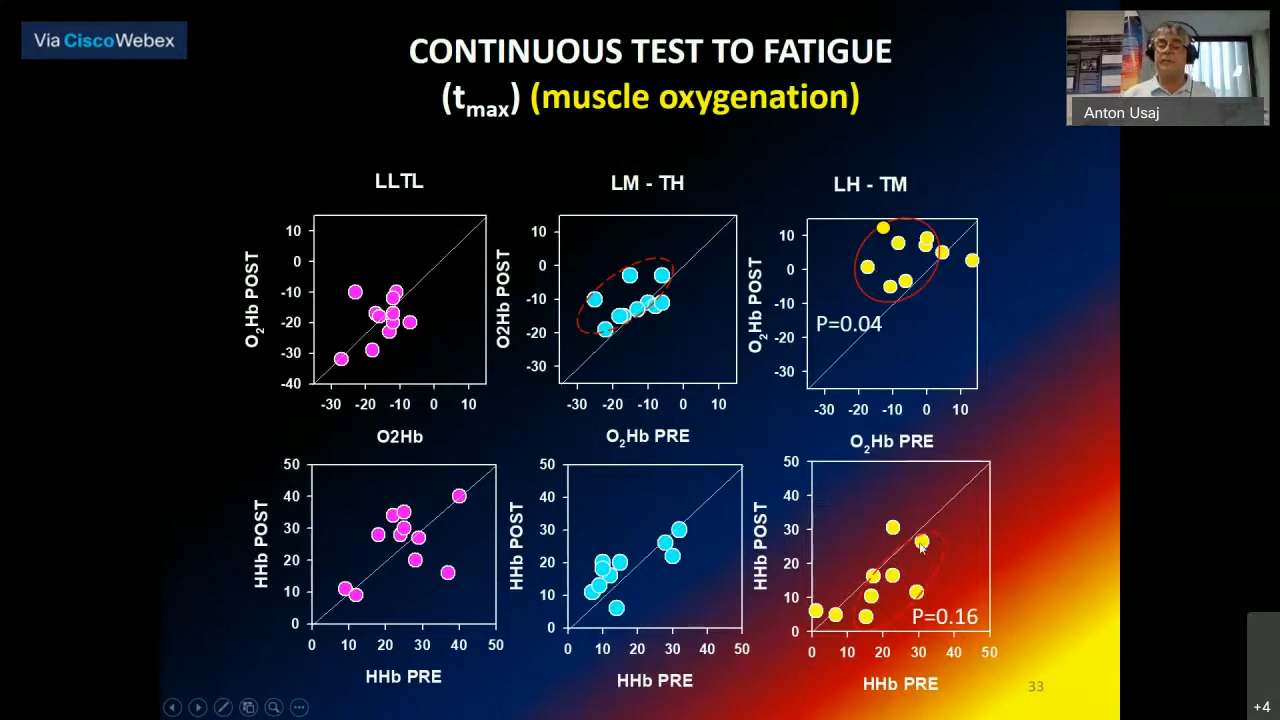 Via Cisco Webex
CONTINUOUS TEST TO FATIGUE
(tmax) (muscle oxygenation)
Anton Usaj
LLTL
LM - TH
LH - TM
O2Hb POST
10
0
-10
-20
-30
-40
-30 -20 -10 0 10
O2Hb
O2Hb POST
10
0
-10
-20
-30
-30 -20 -10 0 10
O2Hb PRE
O2Hb POST
10
0
-10
-20
-30
P=0.04
-30 -20 -10 0 10
O2Hb PRE
HHb POST
50
40
30
20
10
0
0 10 20 30 40 50
HHb PRE
HHb POST
50
40
30
20
10
0
0 10 20 30 40 50
HHb PRE
HHb POST
50
40
30
20
10
0
P=0.16
0 10 20 30 40 50
HHb PRE
33
+4